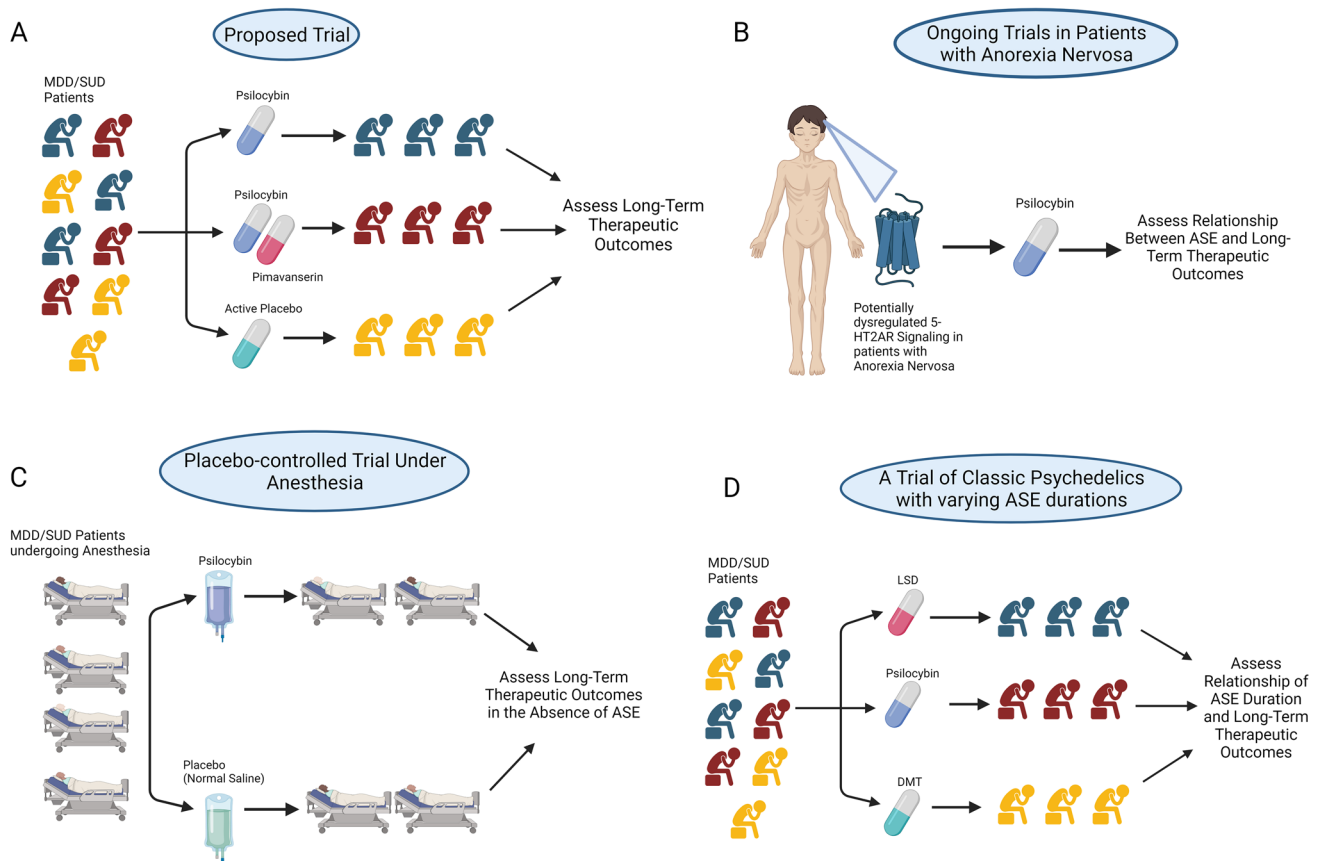 A
Proposed Trial
MDD/SUD
Patients
Psilocybin
Psilocybin
Pimavanserin
Active Placebo
Assess Long-Term
Therapeutic
Outcomes
B
Ongoing Trials in Patients
with Anorexia Nervosa
Potentially
dysregulated 5-
HT2AR Signaling in
patients with
Anorexia Nervosa
Psilocybin
Assess Relationship
Between ASE and Long-
Term Therapeutic
Outcomes
C
Placebo-controlled Trial Under
Anesthesia
MDD/SUD Patients
undergoing Anesthesia
Psilocybin
Placebo
(Normal Saline)
Assess Long-Term
Therapeutic Outcomes
in the Absence of ASE
D
A Trial of Classic Psychedelics
with varying ASE durations
MDD/SUD
Patients
LSD
Psilocybin
DMT
Assess
Relationship of
ASE Duration
and Long-Term
Therapeutic
Outcomes